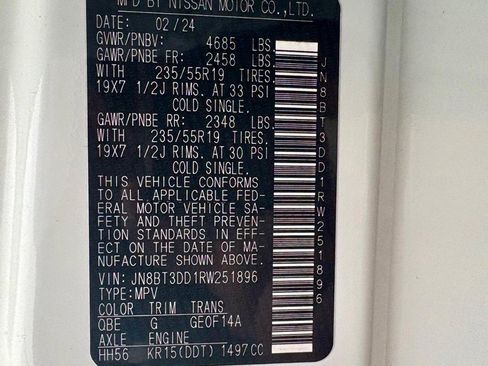 MFD BY NISSAN MOTOR CO.,LTD.
DATE: 02/24
GVWR/PNBV: 4685 LBS.
GAWR/PNBE FR: 2458 LBS.
WITH 235/55R19 TIRES.
19X7 1/2J RIMS. AT 33 PSI
COLD SINGLE.
GAWR/PNBE RR: 2348 LBS.
WITH 235/55R19 TIRES.
19X7 1/2J RIMS. AT 30 PSI
COLD SINGLE.
THIS VEHICLE CONFORMS
TO ALL APPLICABLE FED-
ERAL MOTOR VEHICLE SA-
FETY AND THEFT PREVEN-
TION STANDARDS IN EFF-
ECT ON THE DATE OF MA-
NUFACTURE SHOWN ABOVE.
VIN: JN8BT3DD1RW251896
TYPE: MPV
COLOR TRIM TRANS
QBE G GE0F14A
AXLE ENGINE
HH56 KR15(DDT) 1497CC
JN8BT3DD1RW251896